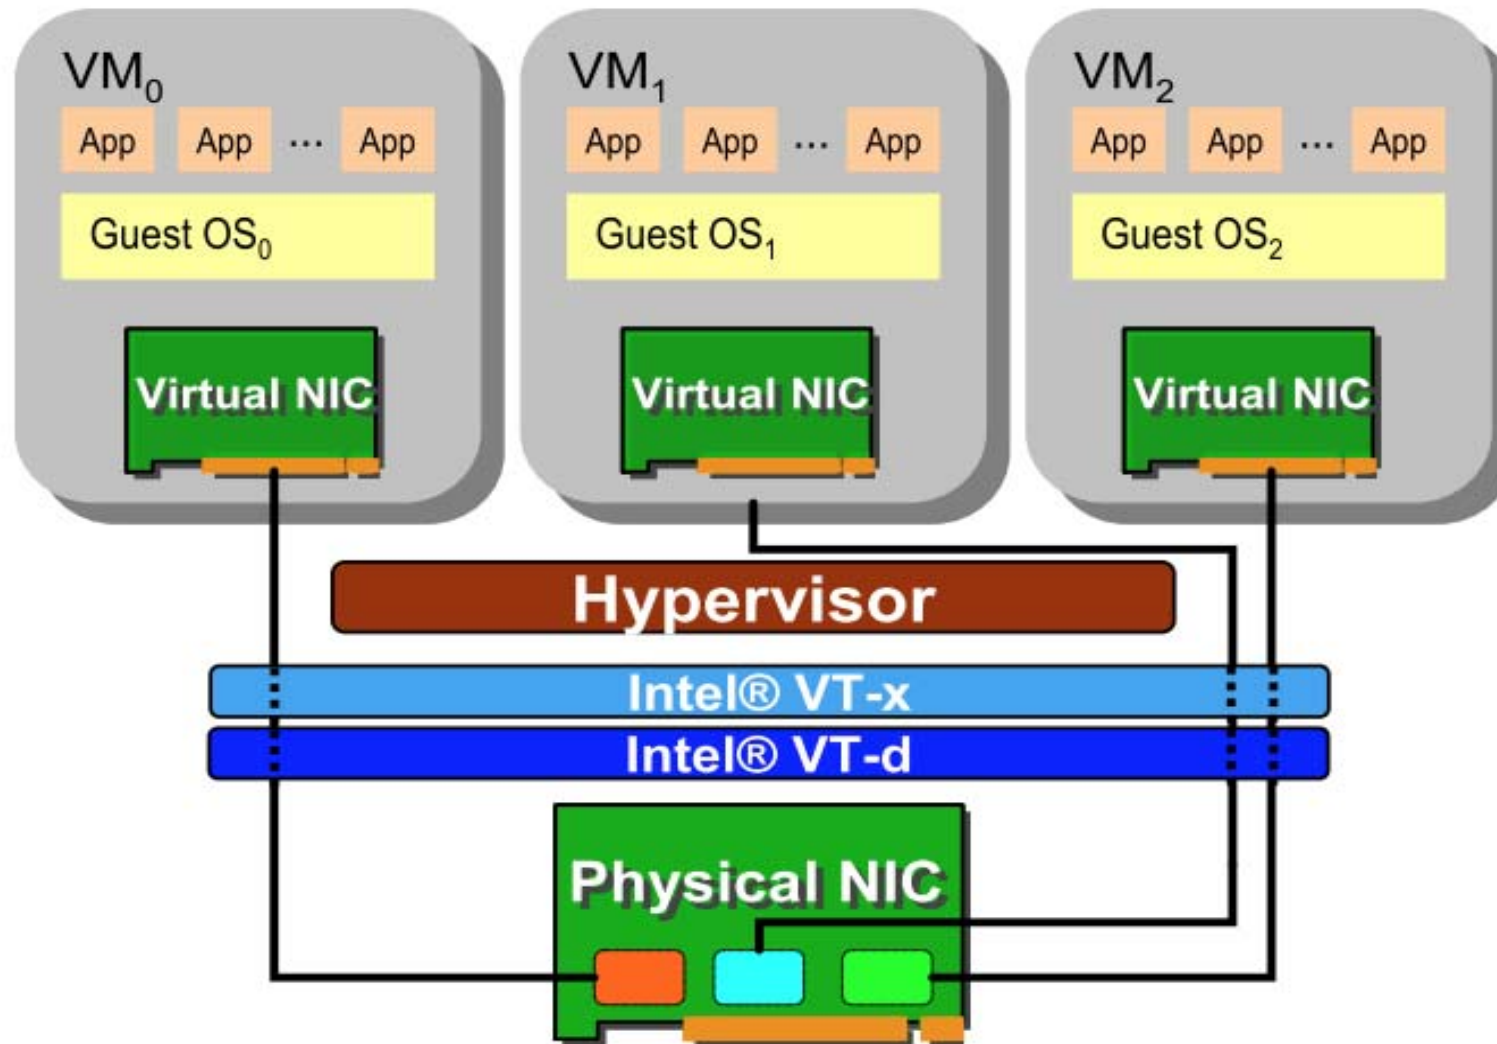 VM₀
App App ... App
Guest OS₀
Virtual NIC
VM₁
App App ... App
Guest OS₁
Virtual NIC
VM₂
App App ... App
Guest OS₂
Virtual NIC
Hypervisor
Intel® VT-x
Intel® VT-d
Physical NIC